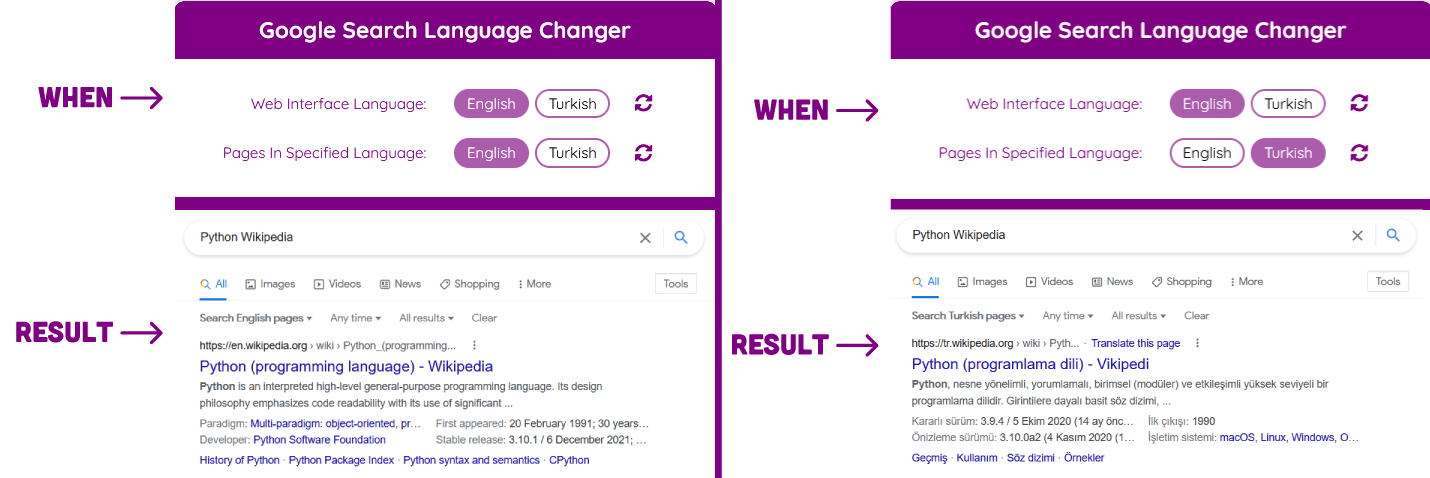 Google Search Language Changer
WHEN
Web Interface Language: English Turkish
Pages In Specified Language: English Turkish
RESULT
Python Wikipedia
All Images Videos News Shopping More Tools
Search English pages Any time All results Clear
https://en.wikipedia.org › wiki › Python_(programming...
Python (programming language) - Wikipedia
Python is an interpreted high-level general-purpose programming language. Its design
philosophy emphasizes code readability with its use of significant ...
Paradigm: Multi-paradigm: object-oriented, pr... First appeared: 20 February 1991; 30 years...
Developer: Python Software Foundation Stable release: 3.10.1 / 6 December 2021; ...
History of Python · Python Package Index · Python syntax and semantics · CPython
Google Search Language Changer
WHEN
Web Interface Language: English Turkish
Pages In Specified Language: English Turkish
RESULT
Python Wikipedia
All Images Videos News Shopping More Tools
Search Turkish pages Any time All results Clear
https://tr.wikipedia.org › wiki › Pyth... · Translate this page
Python (programlama dili) - Vikipedi
Python, nesne yönelimli, yorumlamalı, birimsel (modüler) ve etkileşimli yüksek seviyeli bir
programlama dilidir. Girintilere dayalı basit söz dizimi, ...
Kararlı sürüm: 3.9.4 / 5 Ekim 2020 (14 ay önc... İlk çıkışı: 1990
Önizleme sürümü: 3.10.0a2 (4 Kasım 2020 (1... İşletim sistemi: macOS, Linux, Windows, O...
Geçmiş · Kullanım · Söz dizimi · Örnekler